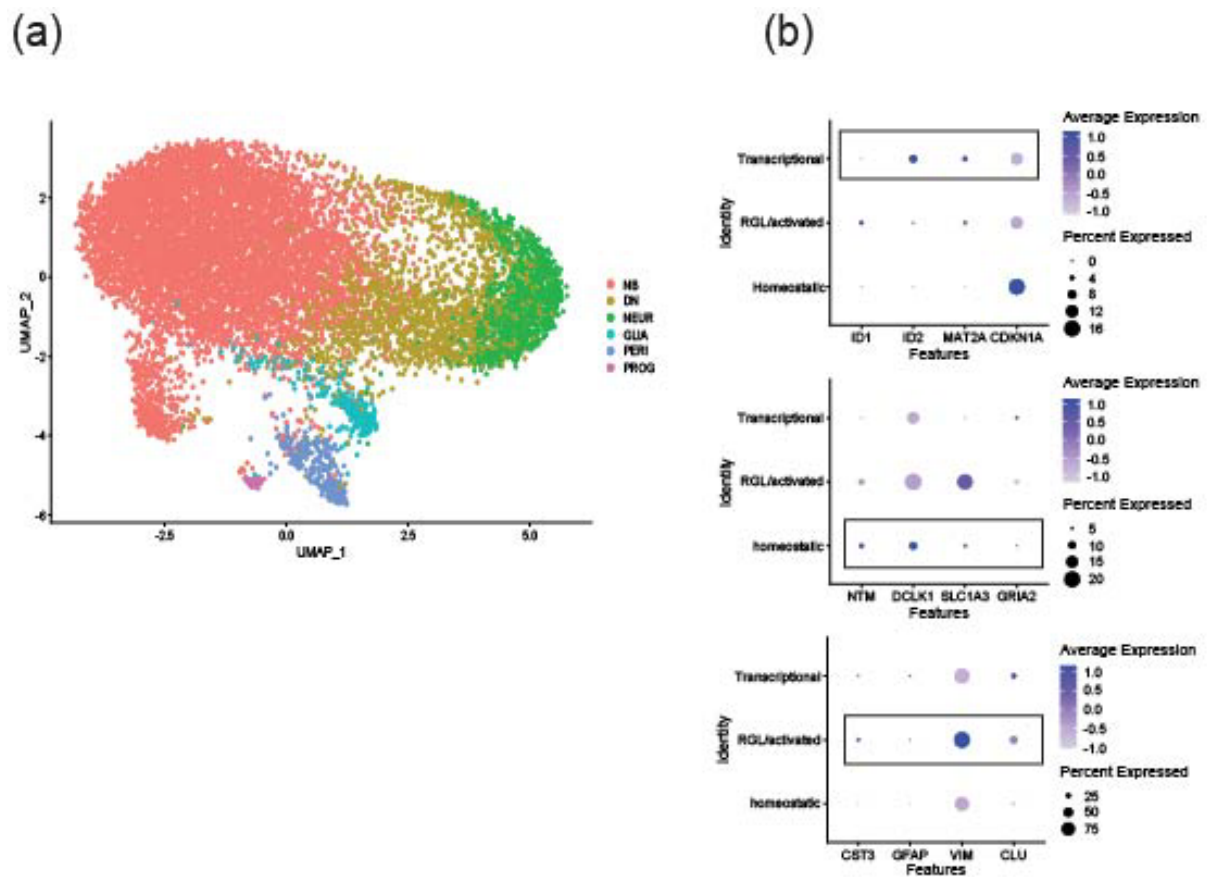 (a)
(b)
UMAP_2
2
0
-2
-4
-6
-2.5
0.0
2.5
5.0
UMAP_1
NB
DN
NEUR
GLIA
PERI
PROG
Identity
Transcriptional
RGL/activated
Homeostatic
ID1 ID2 MAT2A CDKN1A
Features
Average Expression
1.0
0.5
0.0
-0.5
-1.0
Percent Expressed
0
4
8
12
16
Identity
Transcriptional
RGL/activated
homeostatic
NTM DCLK1 SLC1A3 GRIA2
Features
Average Expression
1.0
0.5
0.0
-0.5
-1.0
Percent Expressed
5
10
15
20
Identity
Transcriptional
RGL/activated
homeostatic
CST3 GFAP VIM CLU
Features
Average Expression
1.0
0.5
0.0
-0.5
-1.0
Percent Expressed
25
50
75